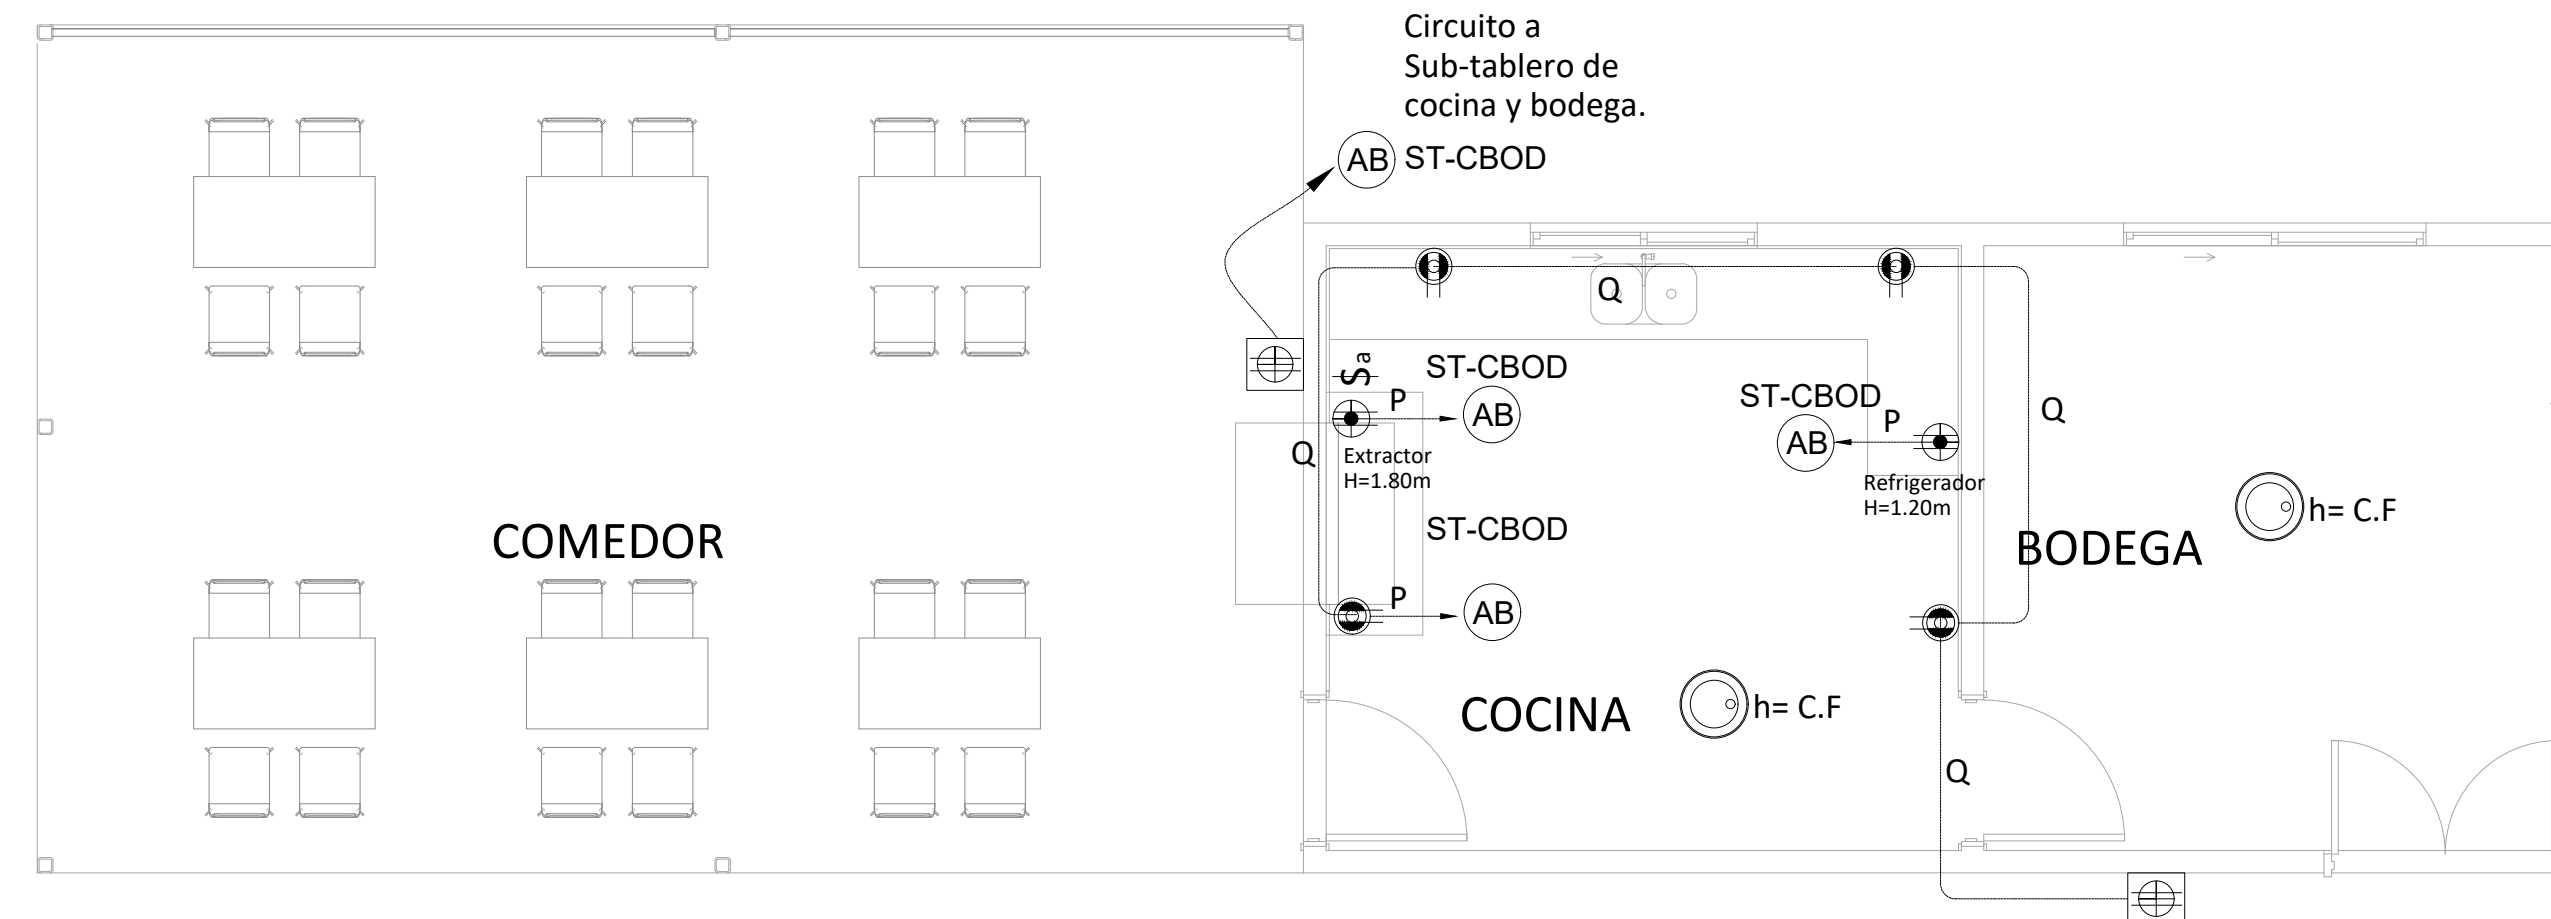 Circuito a
Sub-tablero de
cocina y bodega.
AB ST-CBOD
Q
Sa
ST-CBOD
P
AB
ST-CBOD
P
AB
Q
Q
Extractor
H=1.80m
Refrigerador
H=1.20m
h= C.F
COMEDOR
ST-CBOD
BODEGA
P
AB
COCINA
h= C.F
Q